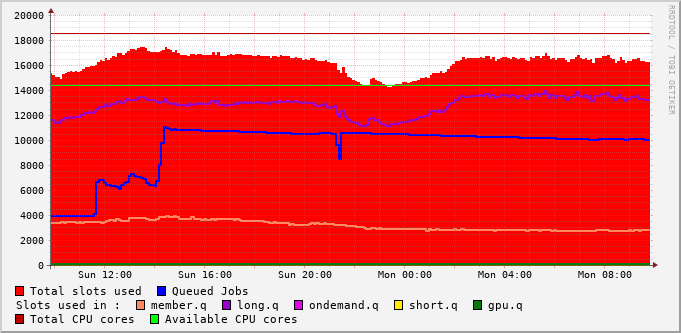 RRDTOOL / TOBI OETIKER
20000
18000
16000
14000
12000
10000
8000
6000
4000
2000
0
Sun 12:00 Sun 16:00 Sun 20:00 Mon 00:00 Mon 04:00 Mon 08:00
Total slots used Queued Jobs
Slots used in : member.q long.q ondemand.q short.q gpu.q
Total CPU cores Available CPU cores